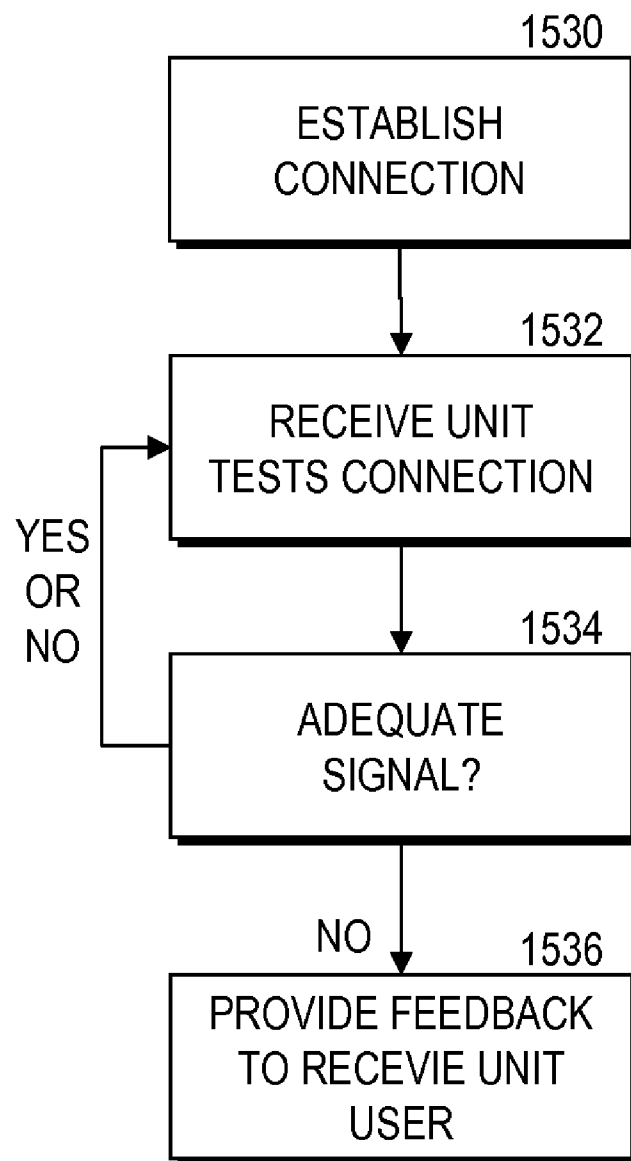 1530
ESTABLISH
CONNECTION
1532
RECEIVE UNIT
TESTS CONNECTION
YES
OR
NO
1534
ADEQUATE
SIGNAL?
NO
1536
PROVIDE FEEDBACK
TO RECEVIE UNIT
USER